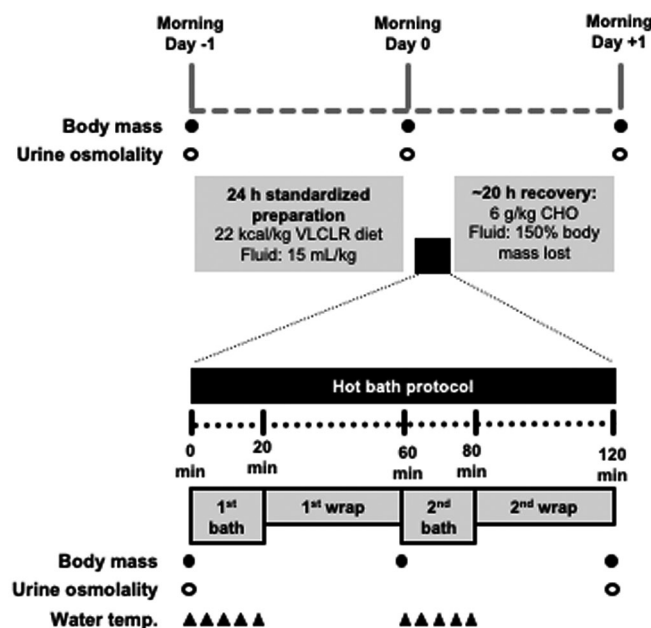 Morning Day -1
Morning Day 0
Morning Day +1
Body mass
Urine osmolality
24 h standardized
preparation
22 kcal/kg VLCLR diet
Fluid: 15 mL/kg
~20 h recovery:
6 g/kg CHO
Fluid: 150% body
mass lost
Hot bath protocol
0 min
20 min
60 min
80 min
120 min
1st bath
1st wrap
2nd bath
2nd wrap
Body mass
Urine osmolality
Water temp.